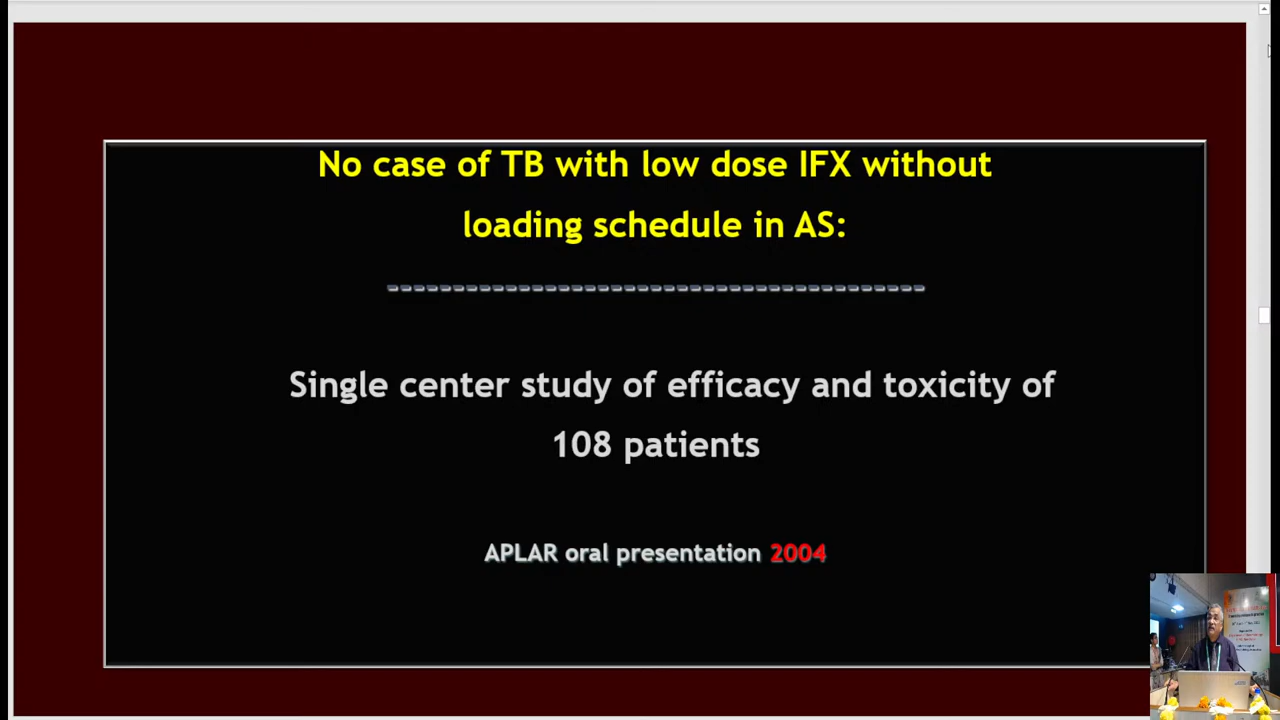 No case of TB with low dose IFX without
loading schedule in AS:
-----------------------------------------
Single center study of efficacy and toxicity of
108 patients
APLAR oral presentation 2004